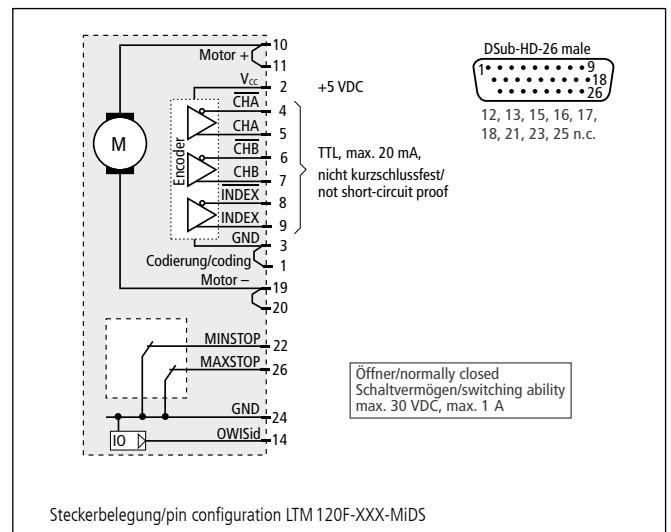 Motor +
10
11
V_CC
2
+5 VDC
C̅H̅A̅
4
CHA
5
C̅H̅B̅
6
CHB
7
I̅N̅D̅E̅X̅
8
INDEX
9
GND
3
Codierung/coding
1
Motor –
19
20
M
Encoder
TTL, max. 20 mA,
nicht kurzschlussfest/
not short-circuit proof
DSub-HD-26 male
1
9
18
26
12, 13, 15, 16, 17,
18, 21, 23, 25 n.c.
MINSTOP
22
MAXSTOP
26
GND
24
IO
OWISid
14
Öffner/normally closed
Schaltvermögen/switching ability
max. 30 VDC, max. 1 A
Steckerbelegung/pin configuration LTM 120F-XXX-MiDS